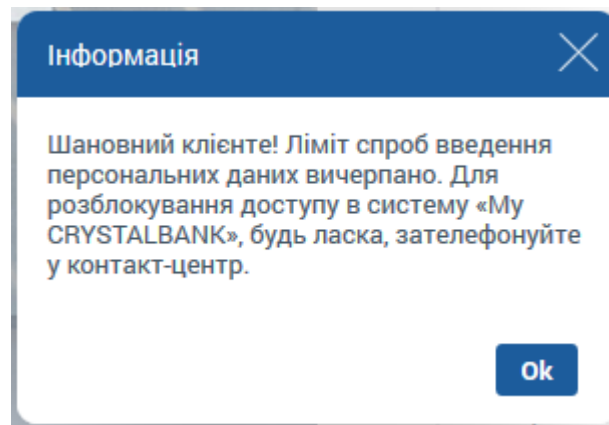 Інформація
Шановний клієнте! Ліміт спроб введення
персональних даних вичерпано. Для
розблокування доступу в систему «My
CRYSTALBANK», будь ласка, зателефонуйте
у контакт-центр.
Ok